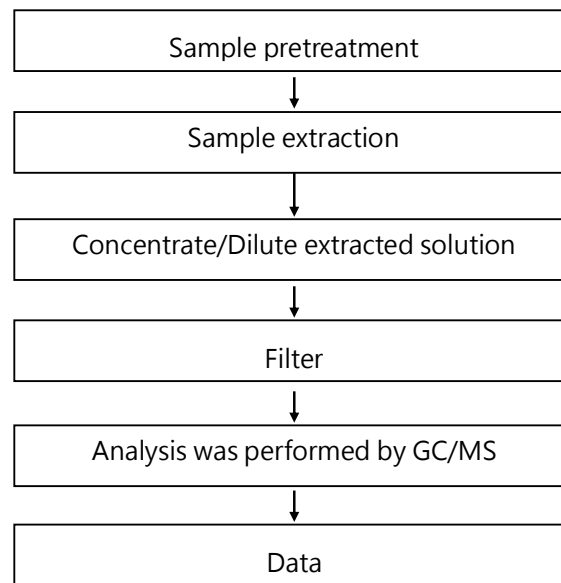 Sample pretreatment
Sample extraction
Concentrate/Dilute extracted solution
Filter
Analysis was performed by GC/MS
Data